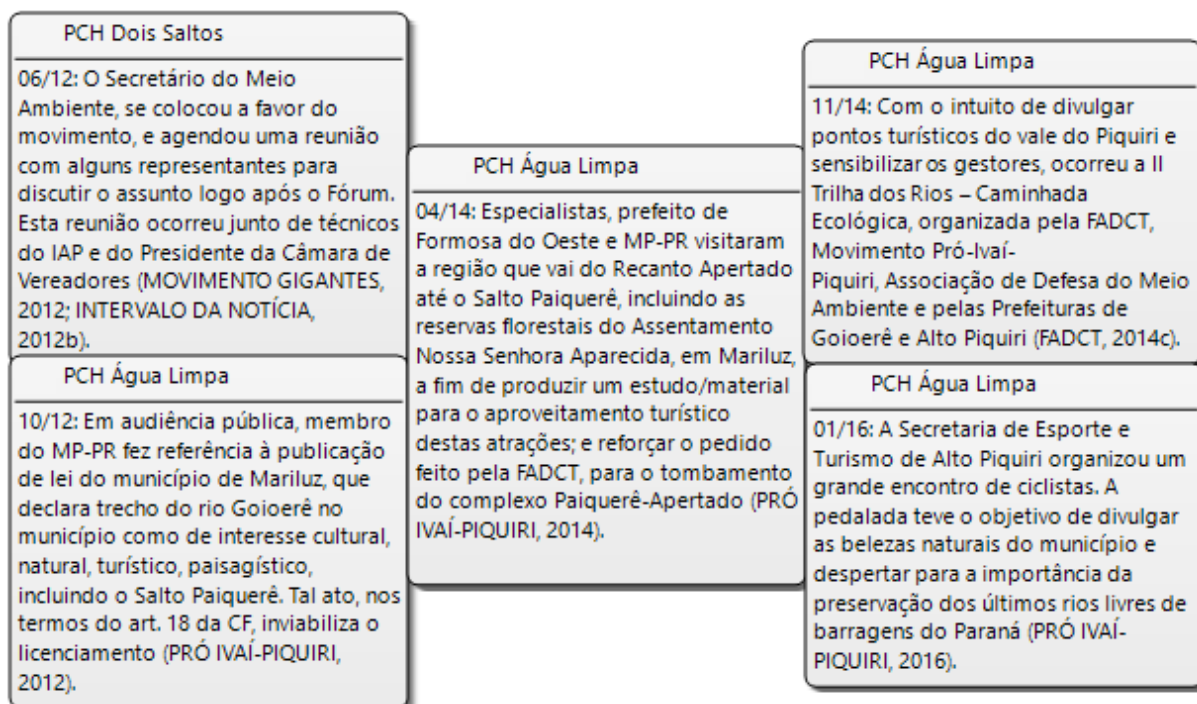 PCH Dois Saltos
06/12: O Secretário do Meio
Ambiente, se colocou a favor do
movimento, e agendou uma reunião
com alguns representantes para
discutir o assunto logo após o Fórum.
Esta reunião ocorreu junto de técnicos
do IAP e do Presidente da Câmara de
Vereadores (MOVIMENTO GIGANTES,
2012; INTERVALO DA NOTÍCIA,
2012b).
PCH Água Limpa
10/12: Em audiência pública, membro
do MP-PR fez referência à publicação
de lei do município de Mariluz, que
declara trecho do rio Goioerê no
município como de interesse cultural,
natural, turístico, paisagístico,
incluindo o Salto Paiquerê. Tal ato, nos
termos do art. 18 da CF, inviabiliza o
licenciamento (PRÓ IVAÍ-PIQUIRI,
2012).
PCH Água Limpa
04/14: Especialistas, prefeito de
Formosa do Oeste e MP-PR visitaram
a região que vai do Recanto Apertado
até o Salto Paiquerê, incluindo as
reservas florestais do Assentamento
Nossa Senhora Aparecida, em Mariluz,
a fim de produzir um estudo/material
para o aproveitamento turístico
destas atrações; e reforçar o pedido
feito pela FADCT, para o tombamento
do complexo Paiquerê-Apertado (PRÓ
IVAÍ-PIQUIRI, 2014).
PCH Água Limpa
11/14: Com o intuito de divulgar
pontos turísticos do vale do Piquiri e
sensibilizar os gestores, ocorreu a II
Trilha dos Rios – Caminhada
Ecológica, organizada pela FADCT,
Movimento Pró-Ivaí-
Piquiri, Associação de Defesa do Meio
Ambiente e pelas Prefeituras de
Goioerê e Alto Piquiri (FADCT, 2014c).
PCH Água Limpa
01/16: A Secretaria de Esporte e
Turismo de Alto Piquiri organizou um
grande encontro de ciclistas. A
pedalada teve o objetivo de divulgar
as belezas naturais do município e
despertar para a importância da
preservação dos últimos rios livres de
barragens do Paraná (PRÓ IVAÍ-
PIQUIRI, 2016).